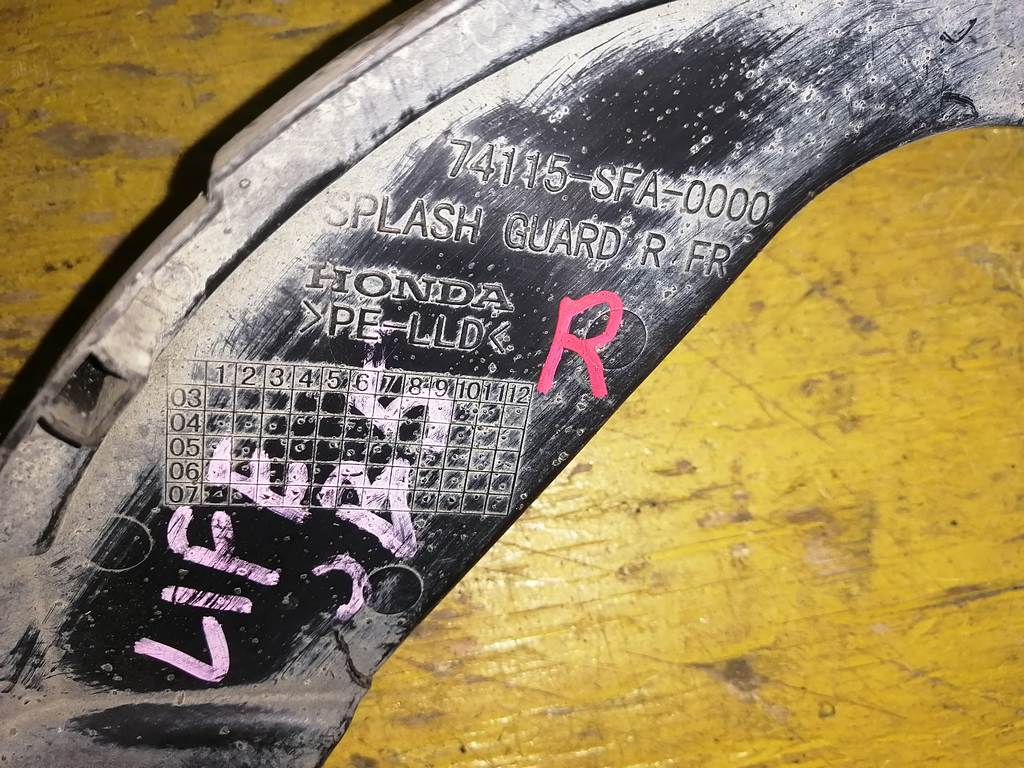 74115-SFA-0000
SPLASH GUARD R FR
HONDA
>PE-LLD<
R
1 2 3 4 5 6 7 8 9 10 11 12
03
04
05
06
07
LIFE